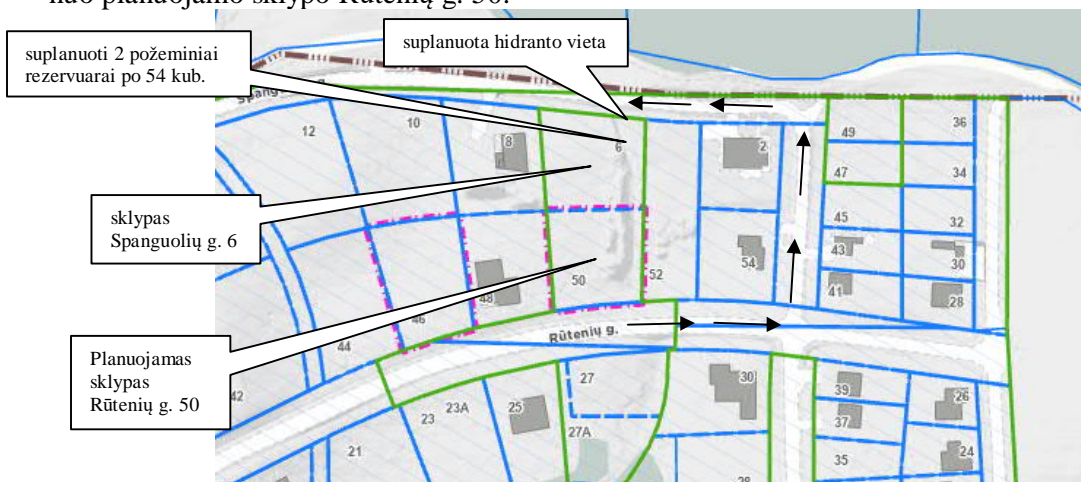 nuo planuojamo sklypo Rūtenių g. 50.
suplanuoti 2 požeminiai
rezervuarai po 54 kub.
suplanuota hidranto vieta
sklypas
Spanguolių g. 6
Planuojamas
sklypas
Rūtenių g. 50
12
10
8
6
2
49
36
47
34
45
32
43
30
41
28
54
52
50
48
46
44
42
Rūtenių g.
27
30
39
26
23A
25
23
27A
37
21
35
24